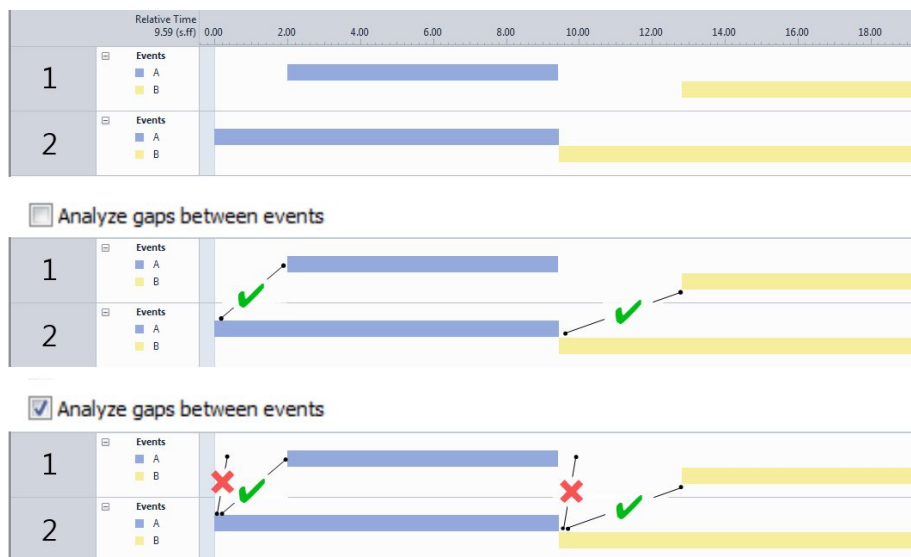 Relative Time
9.59 (s.ff) 0.00 2.00 4.00 6.00 8.00 10.00 12.00 14.00 16.00 18.00
1 Events
A
B
2 Events
A
B
Analyze gaps between events
1 Events
A
B
2 Events
A
B
Analyze gaps between events
1 Events
A
B
2 Events
A
B